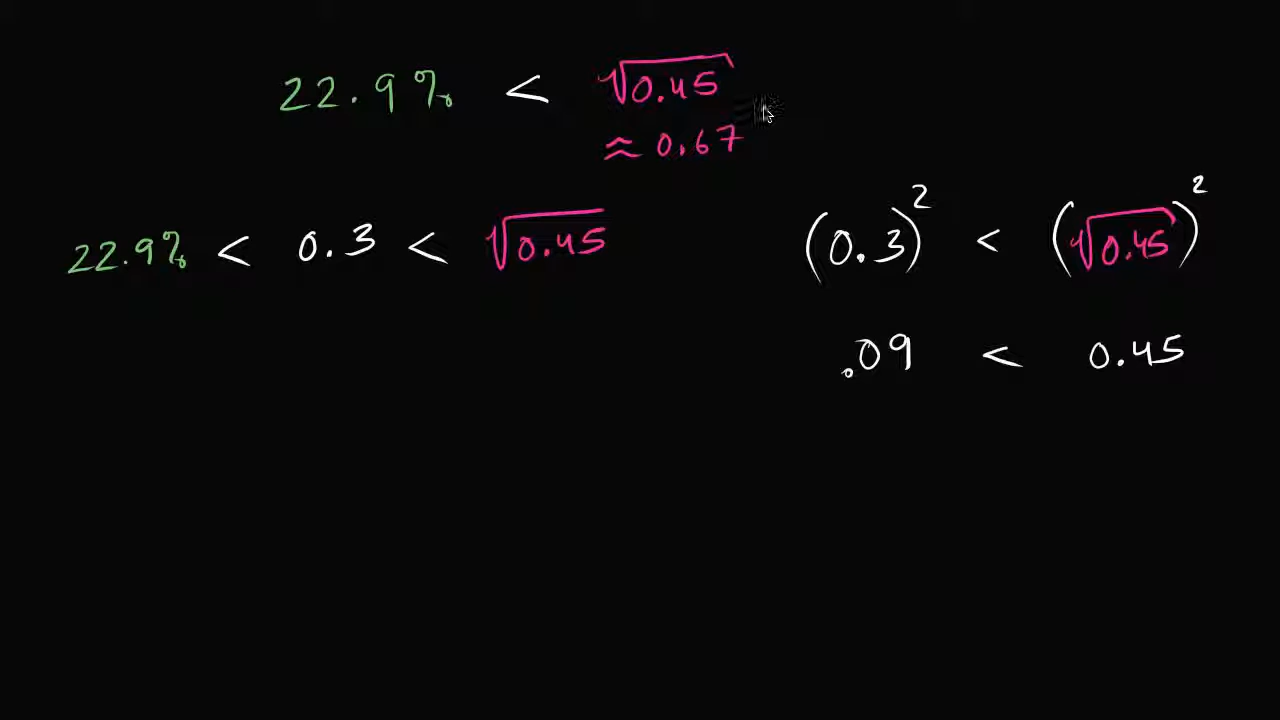 22.9% < √0.45
≈ 0.67
22.9% < 0.3 < √0.45
(0.3)² < (√0.45)²
.09 < 0.45